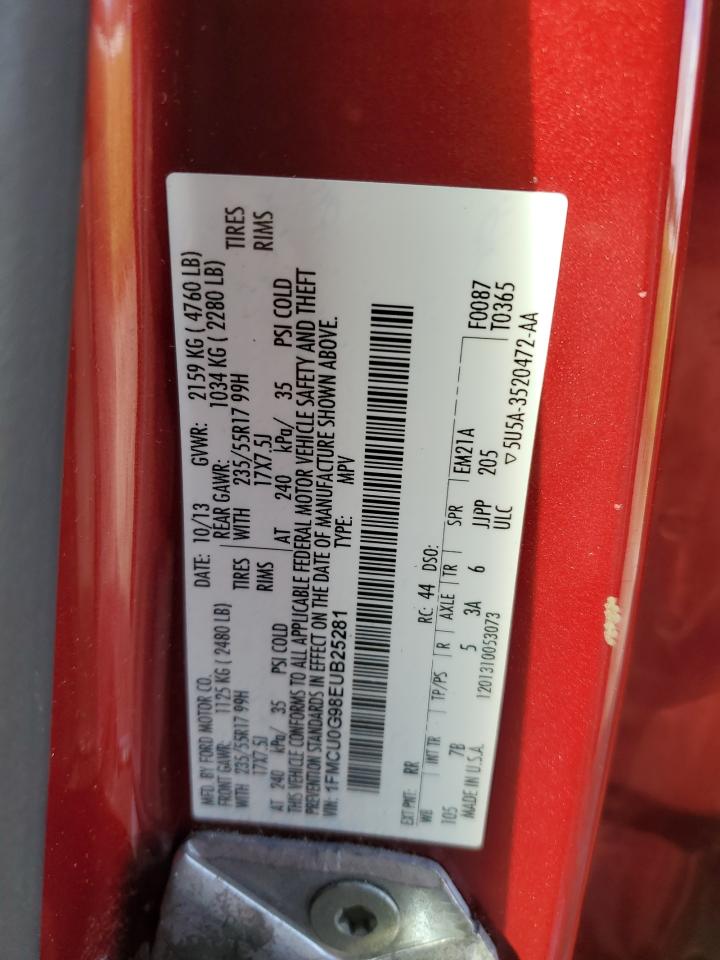 MFD. BY FORD MOTOR CO. DATE: 10/13 GVWR: 2159 KG ( 4760 LB)
FRONT GAWR: 1125 KG ( 2480 LB) REAR GAWR: 1034 KG ( 2280 LB)
WITH 235/55R17 99H TIRES WITH 235/55R17 99H TIRES
17X7.5J RIMS 17X7.5J RIMS
AT 240 kPa/ 35 PSI COLD AT 240 kPa/ 35 PSI COLD
THIS VEHICLE CONFORMS TO ALL APPLICABLE FEDERAL MOTOR VEHICLE SAFETY AND THEFT
PREVENTION STANDARDS IN EFFECT ON THE DATE OF MANUFACTURE SHOWN ABOVE.
VIN: 1FMCU0G98EUB25281 TYPE: MPV
EXT PNT: RR RC: 44 DSO: F0087
WB INT TR TP/PS R AXLE TR SPR EM21A T0365
105 7B 5 3A 6 JJPP 205
MADE IN U.S.A. 1201310053073 ULC ▽5U5A-3520472-AA